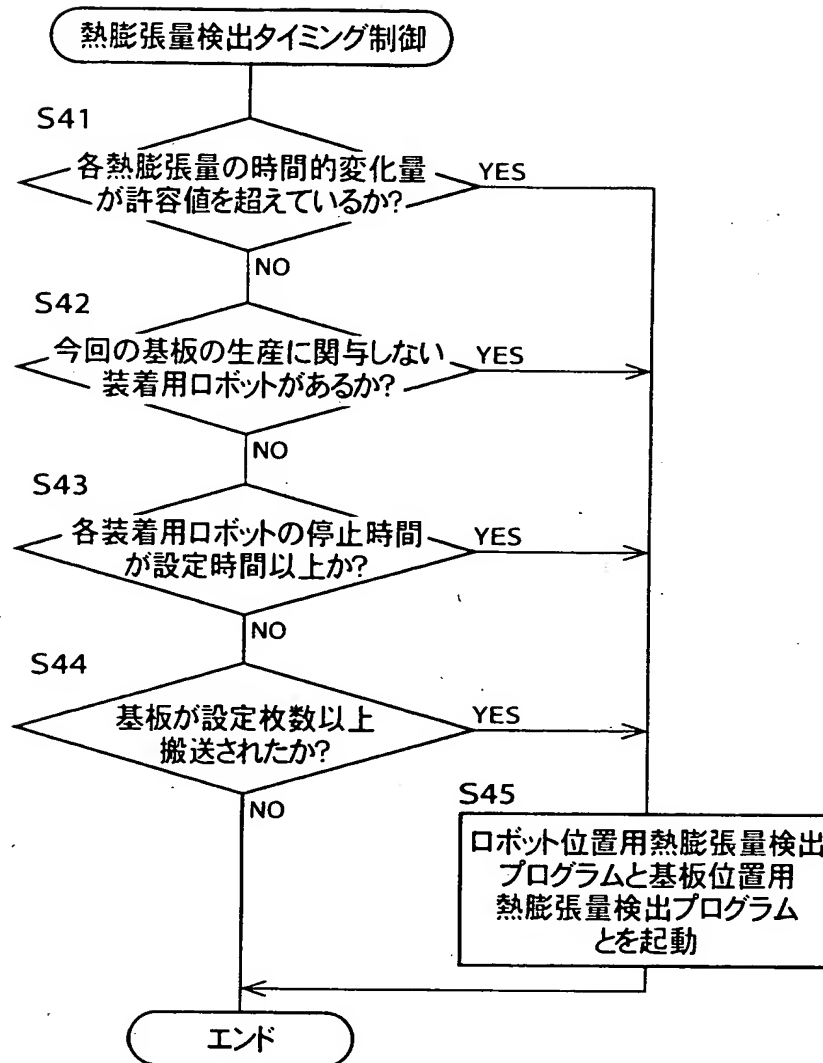 熱膨張量検出タイミング制御
S41
各熱膨張量の時間的変化量
が許容値を超えているか?
YES
NO
S42
今回の基板の生産に関与しない
装着用ロボットがあるか?
YES
NO
S43
各装着用ロボットの停止時間
が設定時間以上か?
YES
NO
S44
基板が設定枚数以上
搬送されたか?
YES
NO
S45
ロボット位置用熱膨張量検出
プログラムと基板位置用
熱膨張量検出プログラム
とを起動
エンド